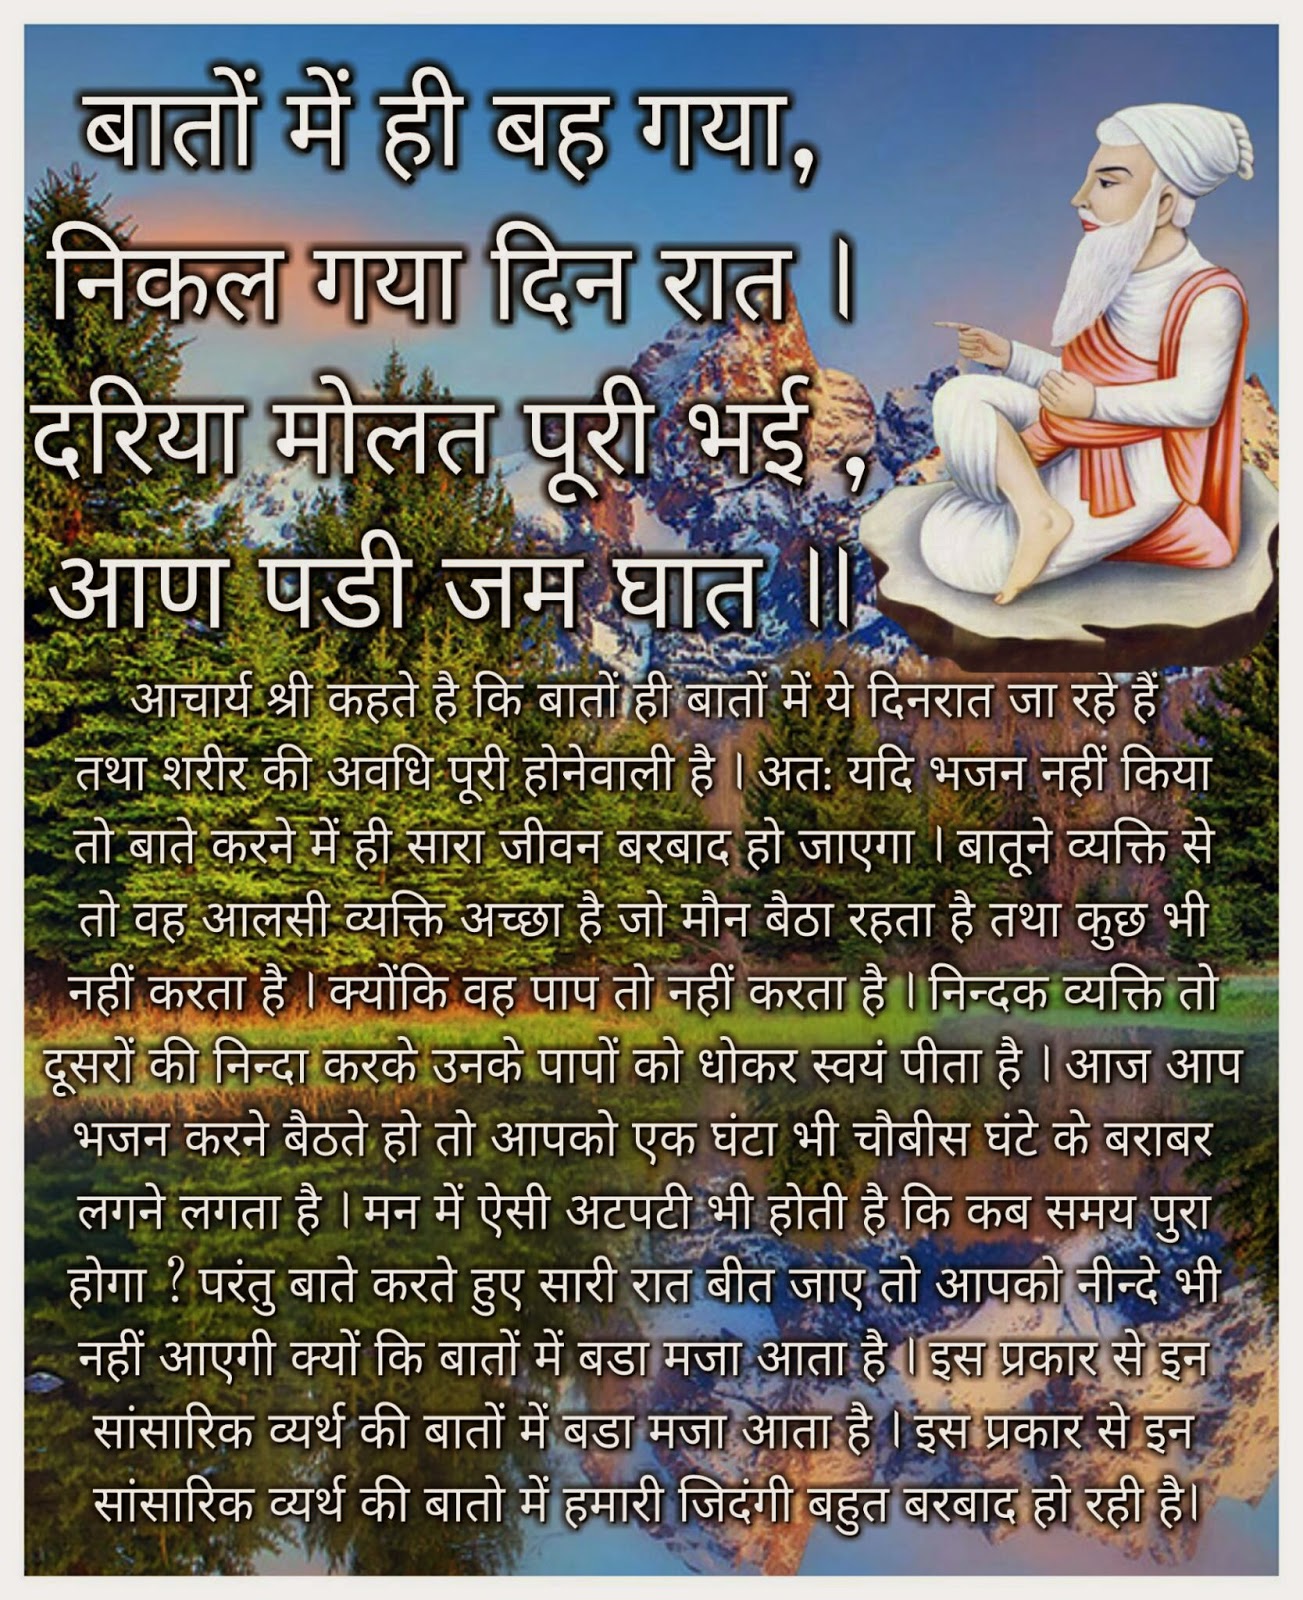 बातों में ही बह गया,
निकल गया दिन रात ।
दरिया मोलत पूरी भई ,
आण पडी जम घात ॥
आचार्य श्री कहते है कि बातों ही बातों में ये दिनरात जा रहे हैं
तथा शरीर की अवधि पूरी होनेवाली है । अतः यदि भजन नहीं किया
तो बाते करने में ही सारा जीवन बरबाद हो जाएगा । बातूने व्यक्ति से
तो वह आलसी व्यक्ति अच्छा है जो मौन बैठा रहता है तथा कुछ भी
नहीं करता है । क्योंकि वह पाप तो नहीं करता है । निन्दक व्यक्ति तो
दूसरों की निन्दा करके उनके पापों को धोकर स्वयं पीता है । आज आप
भजन करने बैठते हो तो आपको एक घंटा भी चौबीस घंटे के बराबर
लगने लगता है । मन में ऐसी अटपटी भी होती है कि कब समय पुरा
होगा ? परंतु बाते करते हुए सारी रात बीत जाए तो आपको नीन्दे भी
नहीं आएगी क्यों कि बातों में बडा मजा आता है । इस प्रकार से इन
सांसारिक व्यर्थ की बातों में बडा मजा आता है । इस प्रकार से इन
सांसारिक व्यर्थ की बातो में हमारी जिदंगी बहुत बरबाद हो रही है।